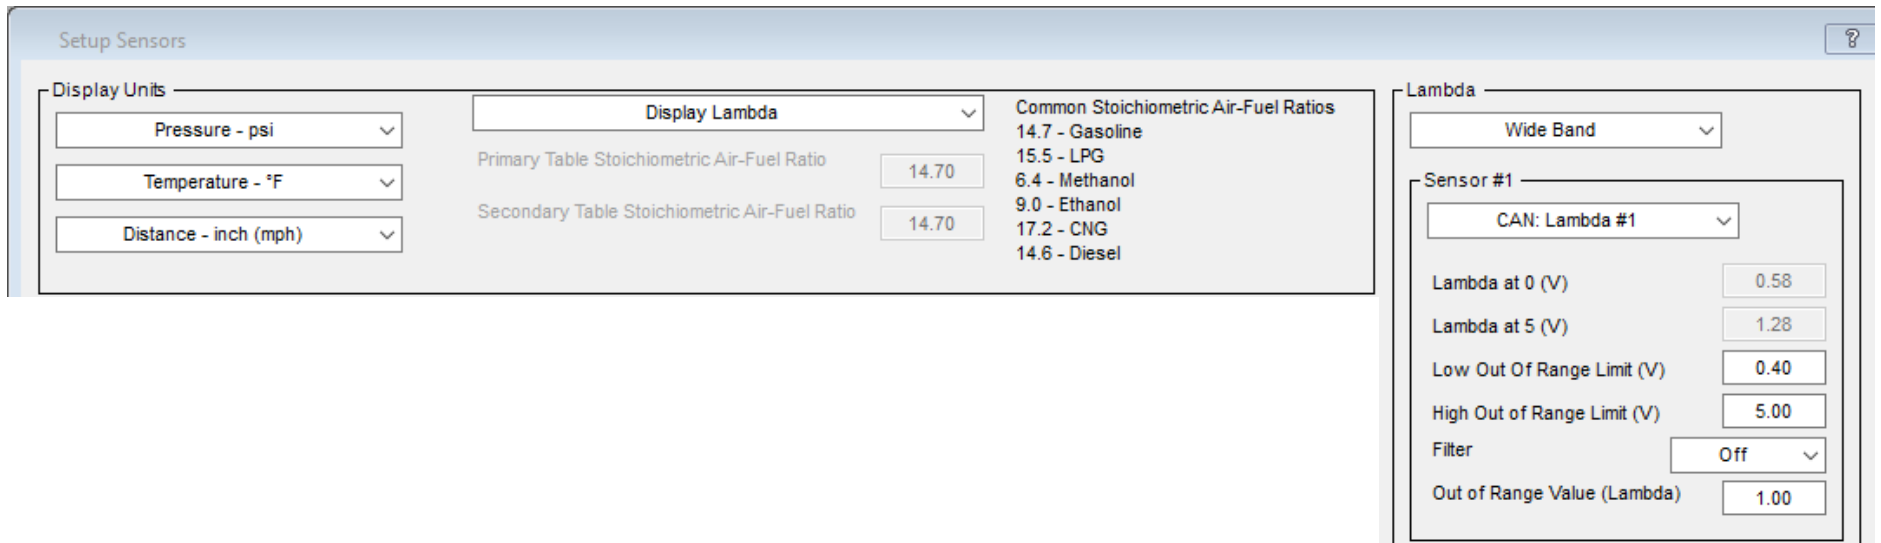 Setup Sensors
?
Display Units
Pressure - psi
Temperature - °F
Distance - inch (mph)
Display Lambda
Primary Table Stoichiometric Air-Fuel Ratio 14.70
Secondary Table Stoichiometric Air-Fuel Ratio 14.70
Common Stoichiometric Air-Fuel Ratios
14.7 - Gasoline
15.5 - LPG
6.4 - Methanol
9.0 - Ethanol
17.2 - CNG
14.6 - Diesel
Lambda
Wide Band
Sensor #1
CAN: Lambda #1
Lambda at 0 (V) 0.58
Lambda at 5 (V) 1.28
Low Out Of Range Limit (V) 0.40
High Out of Range Limit (V) 5.00
Filter Off
Out of Range Value (Lambda) 1.00